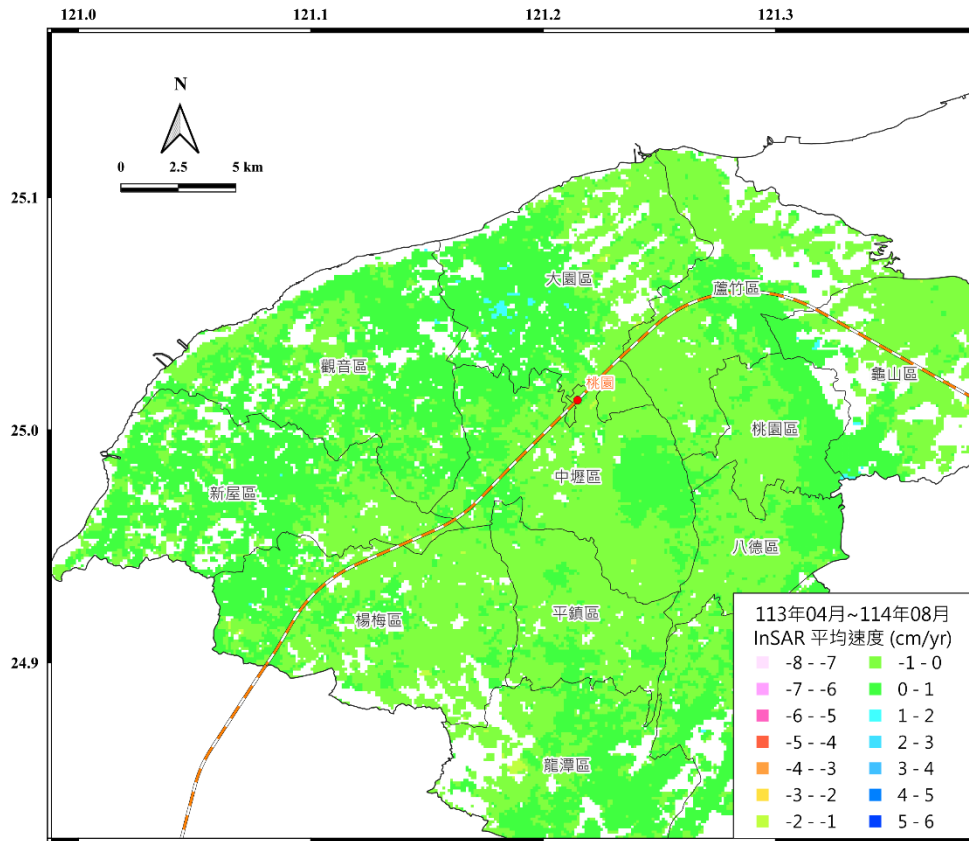 121.0 121.1 121.2 121.3
N
0 2.5 5 km
25.1
大園區
蘆竹區
觀音區
龜山區
桃園
25.0
桃園區
中壢區
新屋區
八德區
楊梅區
平鎮區
24.9
龍潭區
113年04月~114年08月
InSAR 平均速度 (cm/yr)
-8 - -7 -1 - 0
-7 - -6 0 - 1
-6 - -5 1 - 2
-5 - -4 2 - 3
-4 - -3 3 - 4
-3 - -2 4 - 5
-2 - -1 5 - 6